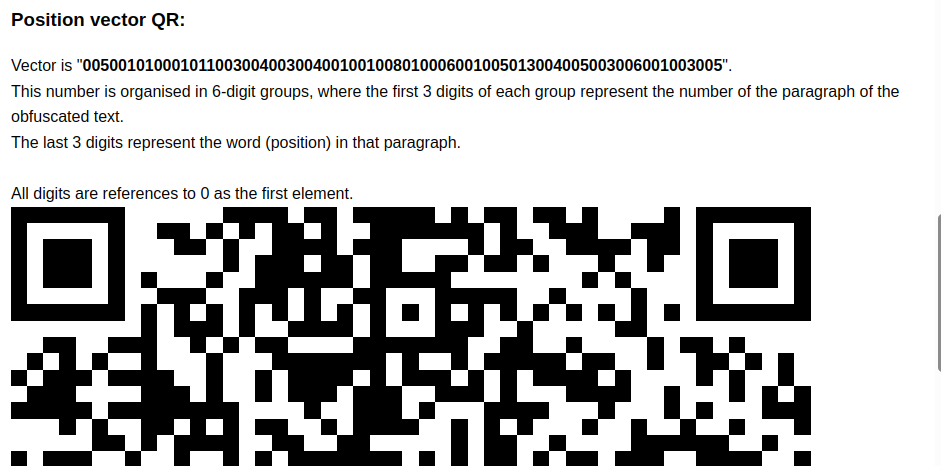 Position vector QR:
Vector is "005001010001011003004003004001001008010006001005013004005003006001003005".
This number is organised in 6-digit groups, where the first 3 digits of each group represent the number of the paragraph of the
obfuscated text.
The last 3 digits represent the word (position) in that paragraph.
All digits are references to 0 as the first element.